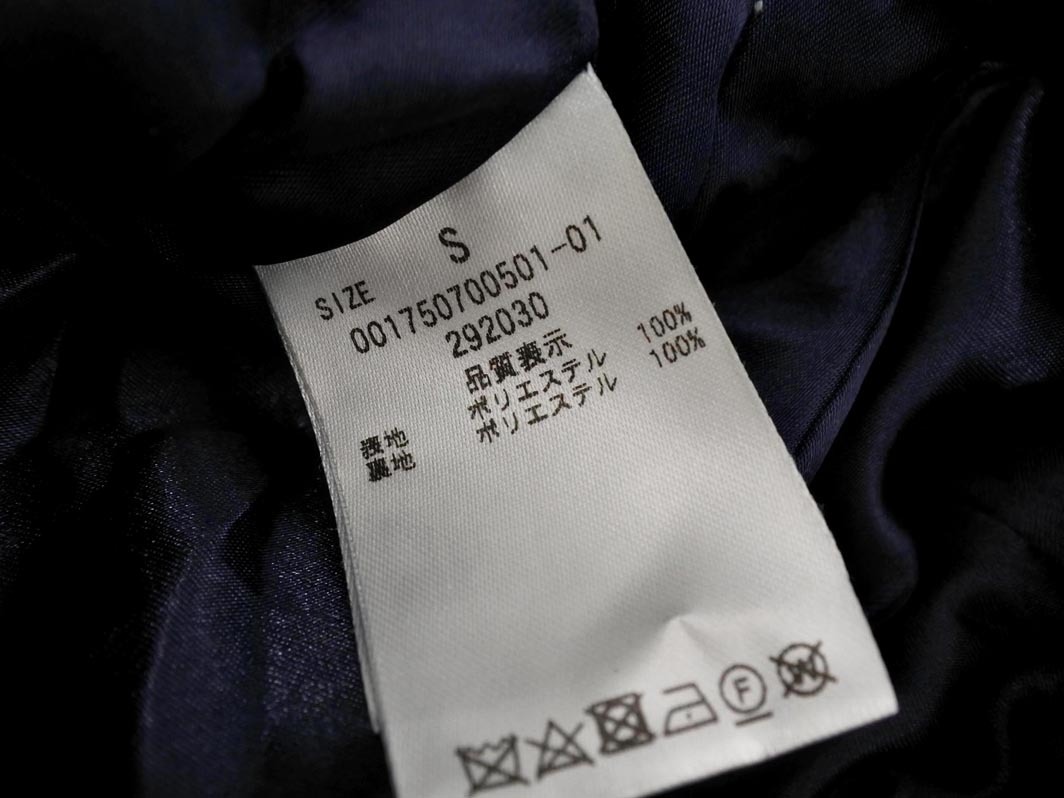 SIZE S
001750700501-01
292030
品質表示
表地 ポリエステル 100%
裏地 ポリエステル 100%
F
W